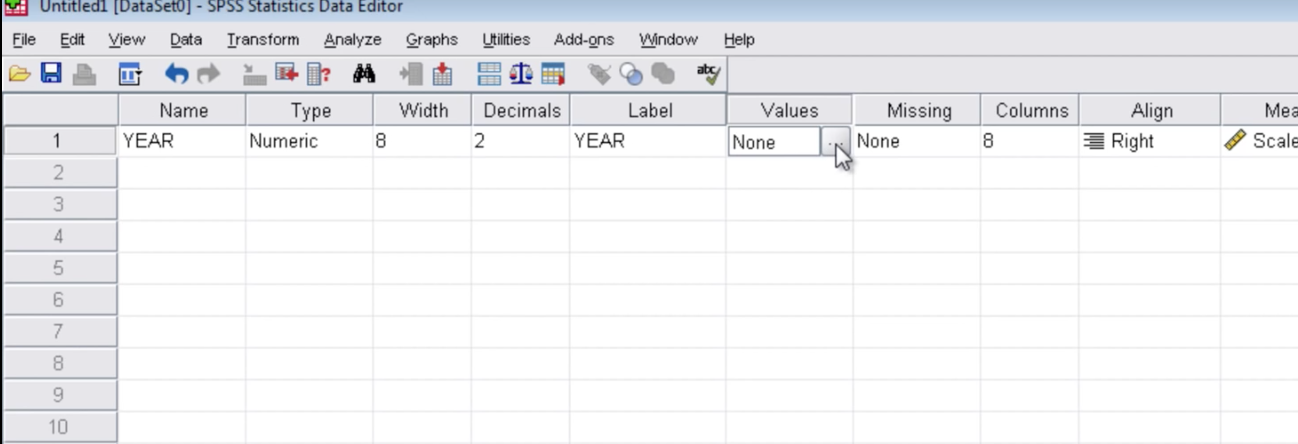 Untitled1 [DataSet0] - SPSS Statistics Data Editor
File Edit View Data Transform Analyze Graphs Utilities Add-ons Window Help
abc
Name Type Width Decimals Label Values Missing Columns Align Mea
1 YEAR Numeric 8 2 YEAR None ... None 8 Right Scale
2
3
4
5
6
7
8
9
10